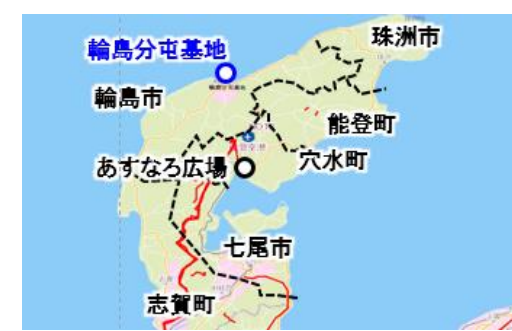 輪島分屯基地
珠洲市
輪島市
能登町
穴水町
あすなろ広場
七尾市
志賀町